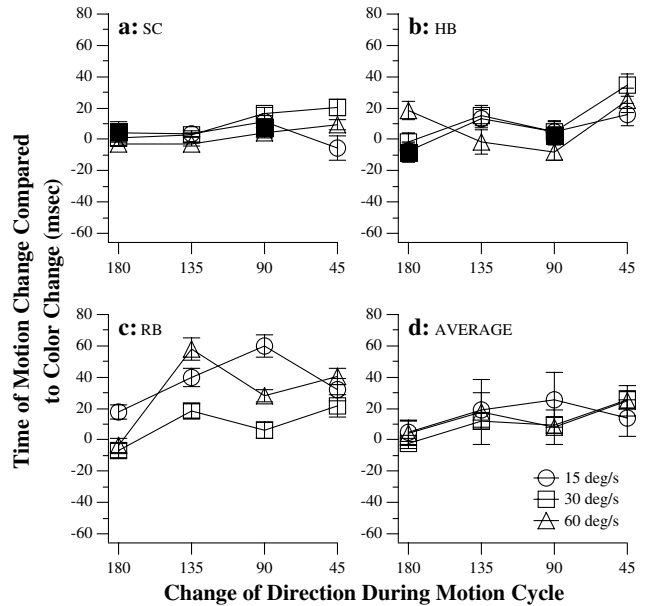 Time of Motion Change Compared
to Color Change (msec)
a: SC
80
60
40
20
0
-20
-40
-60
180 135 90 45
b: HB
80
60
40
20
0
-20
-40
-60
180 135 90 45
c: RB
80
60
40
20
0
-20
-40
-60
180 135 90 45
d: AVERAGE
80
60
40
20
0
-20
-40
-60
15 deg/s
30 deg/s
60 deg/s
180 135 90 45
Change of Direction During Motion Cycle